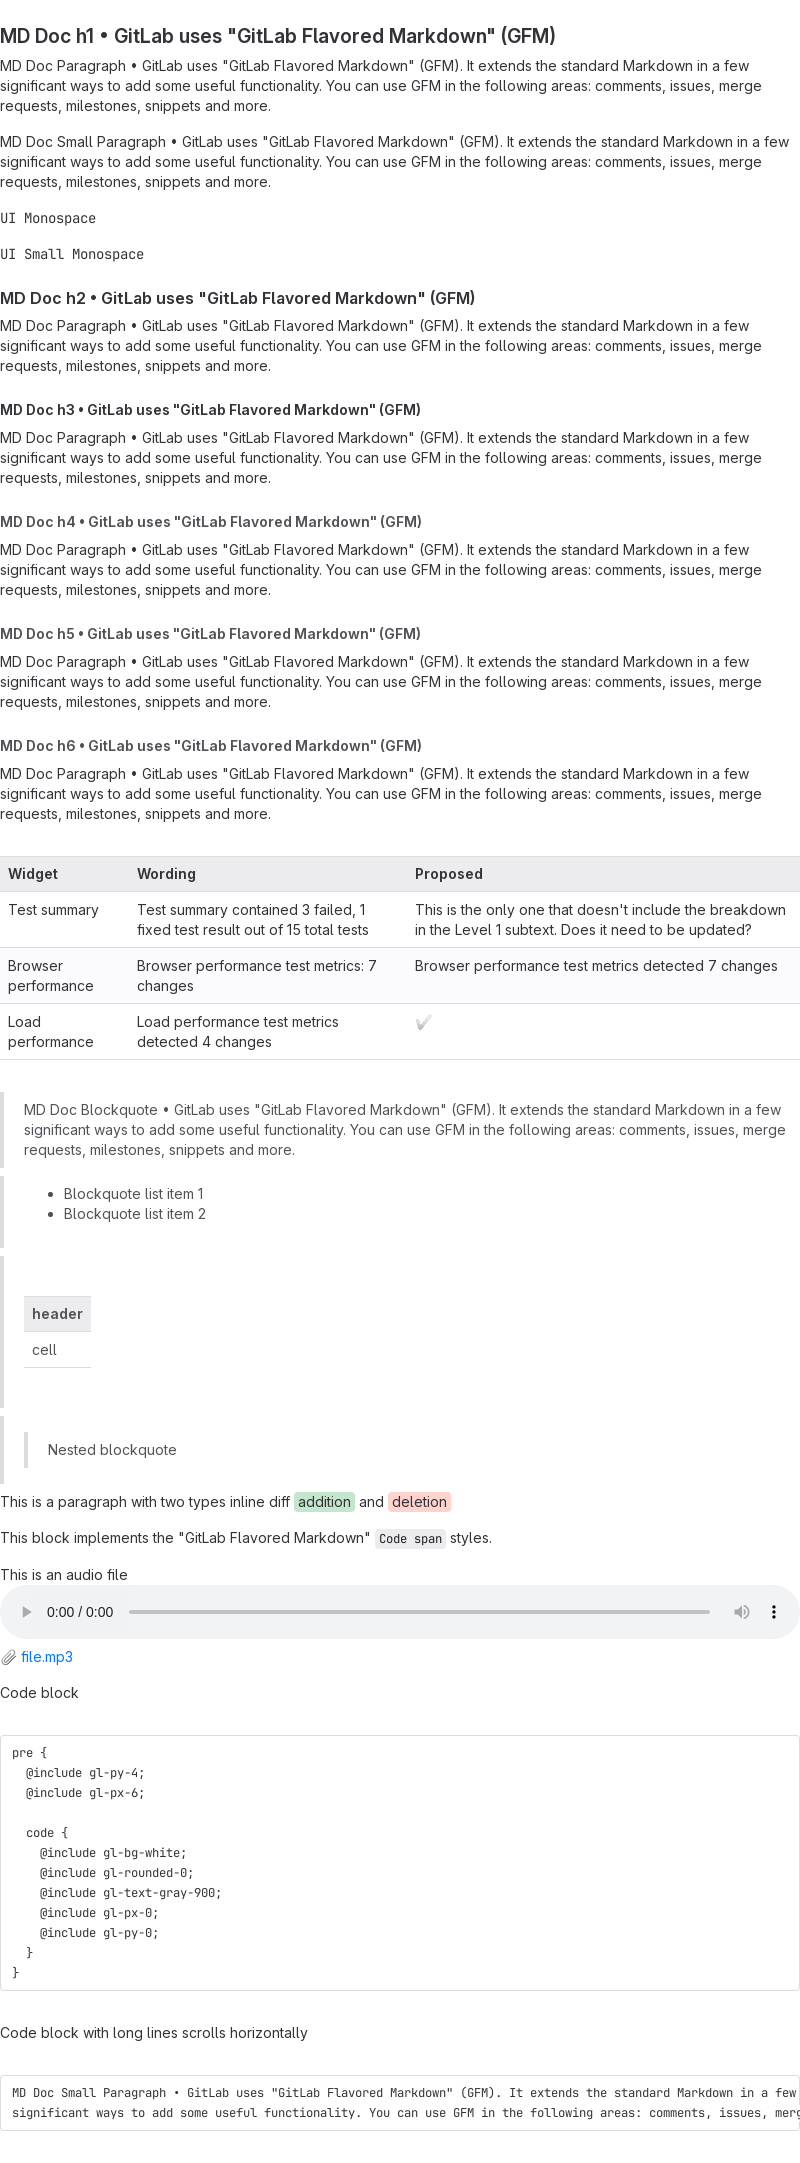 MD Doc h1 • GitLab uses "GitLab Flavored Markdown" (GFM)
MD Doc Paragraph • GitLab uses "GitLab Flavored Markdown" (GFM). It extends the standard Markdown in a few
significant ways to add some useful functionality. You can use GFM in the following areas: comments, issues, merge
requests, milestones, snippets and more.
MD Doc Small Paragraph • GitLab uses "GitLab Flavored Markdown" (GFM). It extends the standard Markdown in a few
significant ways to add some useful functionality. You can use GFM in the following areas: comments, issues, merge
requests, milestones, snippets and more.
UI Monospace
UI Small Monospace
MD Doc h2 • GitLab uses "GitLab Flavored Markdown" (GFM)
MD Doc Paragraph • GitLab uses "GitLab Flavored Markdown" (GFM). It extends the standard Markdown in a few
significant ways to add some useful functionality. You can use GFM in the following areas: comments, issues, merge
requests, milestones, snippets and more.
MD Doc h3 • GitLab uses "GitLab Flavored Markdown" (GFM)
MD Doc Paragraph • GitLab uses "GitLab Flavored Markdown" (GFM). It extends the standard Markdown in a few
significant ways to add some useful functionality. You can use GFM in the following areas: comments, issues, merge
requests, milestones, snippets and more.
MD Doc h4 • GitLab uses "GitLab Flavored Markdown" (GFM)
MD Doc Paragraph • GitLab uses "GitLab Flavored Markdown" (GFM). It extends the standard Markdown in a few
significant ways to add some useful functionality. You can use GFM in the following areas: comments, issues, merge
requests, milestones, snippets and more.
MD Doc h5 • GitLab uses "GitLab Flavored Markdown" (GFM)
MD Doc Paragraph • GitLab uses "GitLab Flavored Markdown" (GFM). It extends the standard Markdown in a few
significant ways to add some useful functionality. You can use GFM in the following areas: comments, issues, merge
requests, milestones, snippets and more.
MD Doc h6 • GitLab uses "GitLab Flavored Markdown" (GFM)
MD Doc Paragraph • GitLab uses "GitLab Flavored Markdown" (GFM). It extends the standard Markdown in a few
significant ways to add some useful functionality. You can use GFM in the following areas: comments, issues, merge
requests, milestones, snippets and more.
Widget Wording Proposed
Test summary Test summary contained 3 failed, 1 This is the only one that doesn't include the breakdown
fixed test result out of 15 total tests in the Level 1 subtext. Does it need to be updated?
Browser Browser performance test metrics: 7 Browser performance test metrics detected 7 changes
performance changes
Load Load performance test metrics ✔
performance detected 4 changes
MD Doc Blockquote • GitLab uses "GitLab Flavored Markdown" (GFM). It extends the standard Markdown in a few
significant ways to add some useful functionality. You can use GFM in the following areas: comments, issues, merge
requests, milestones, snippets and more.
• Blockquote list item 1
• Blockquote list item 2
header
cell
Nested blockquote
This is a paragraph with two types inline diff addition and deletion
This block implements the "GitLab Flavored Markdown" Code span styles.
This is an audio file
0:00 / 0:00
file.mp3
Code block
pre {
  @include gl-py-4;
  @include gl-px-6;
  code {
    @include gl-bg-white;
    @include gl-rounded-0;
    @include gl-text-gray-900;
    @include gl-px-0;
    @include gl-py-0;
  }
}
Code block with long lines scrolls horizontally
MD Doc Small Paragraph • GitLab uses "GitLab Flavored Markdown" (GFM). It extends the standard Markdown in a few
significant ways to add some useful functionality. You can use GFM in the following areas: comments, issues, merg